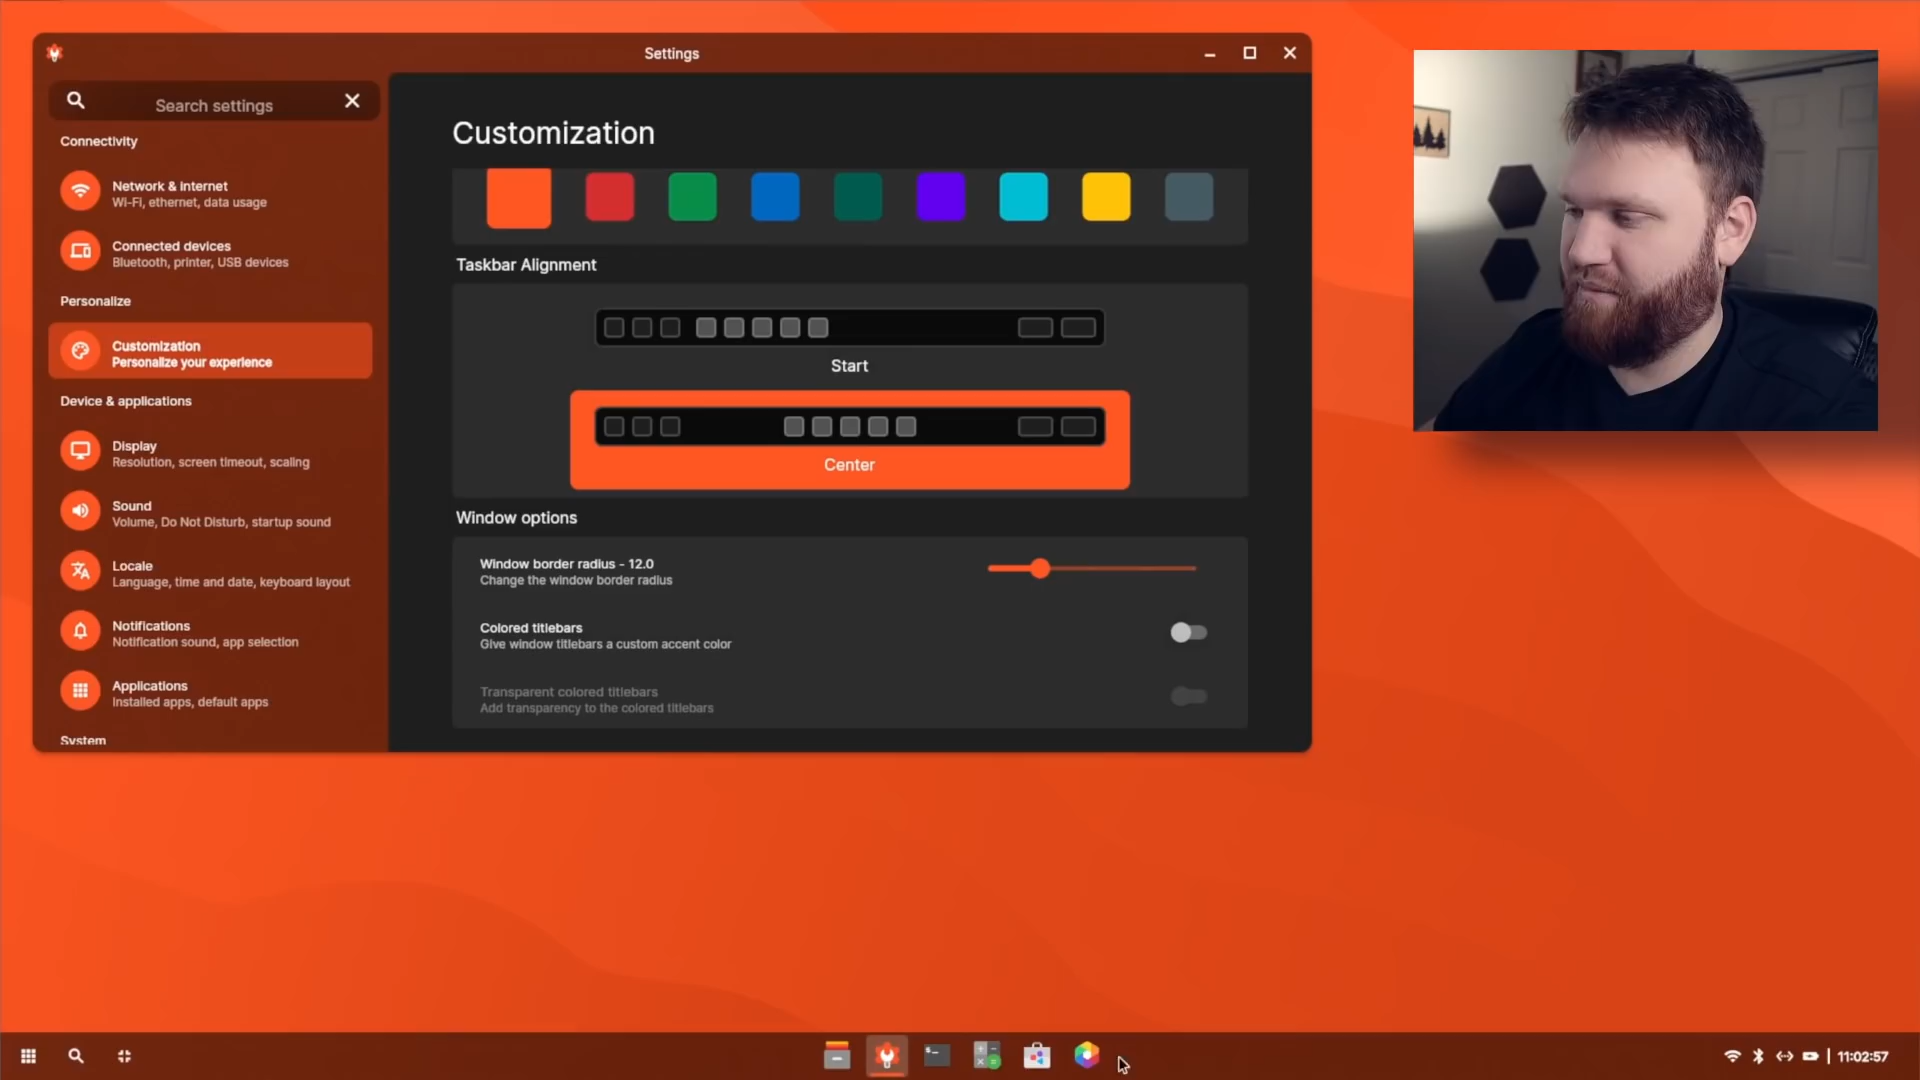 Settings
Search settings
Connectivity
Network & internet
Wi-Fi, ethernet, data usage
Connected devices
Bluetooth, printer, USB devices
Personalize
Customization
Personalize your experience
Device & applications
Display
Resolution, screen timeout, scaling
Sound
Volume, Do Not Disturb, startup sound
Locale
Language, time and date, keyboard layout
Notifications
Notification sound, app selection
Applications
Installed apps, default apps
System
Customization
Taskbar Alignment
Start
Center
Window options
Window border radius - 12.0
Change the window border radius
Colored titlebars
Give window titlebars a custom accent color
Transparent colored titlebars
Add transparency to the colored titlebars
11:02:57